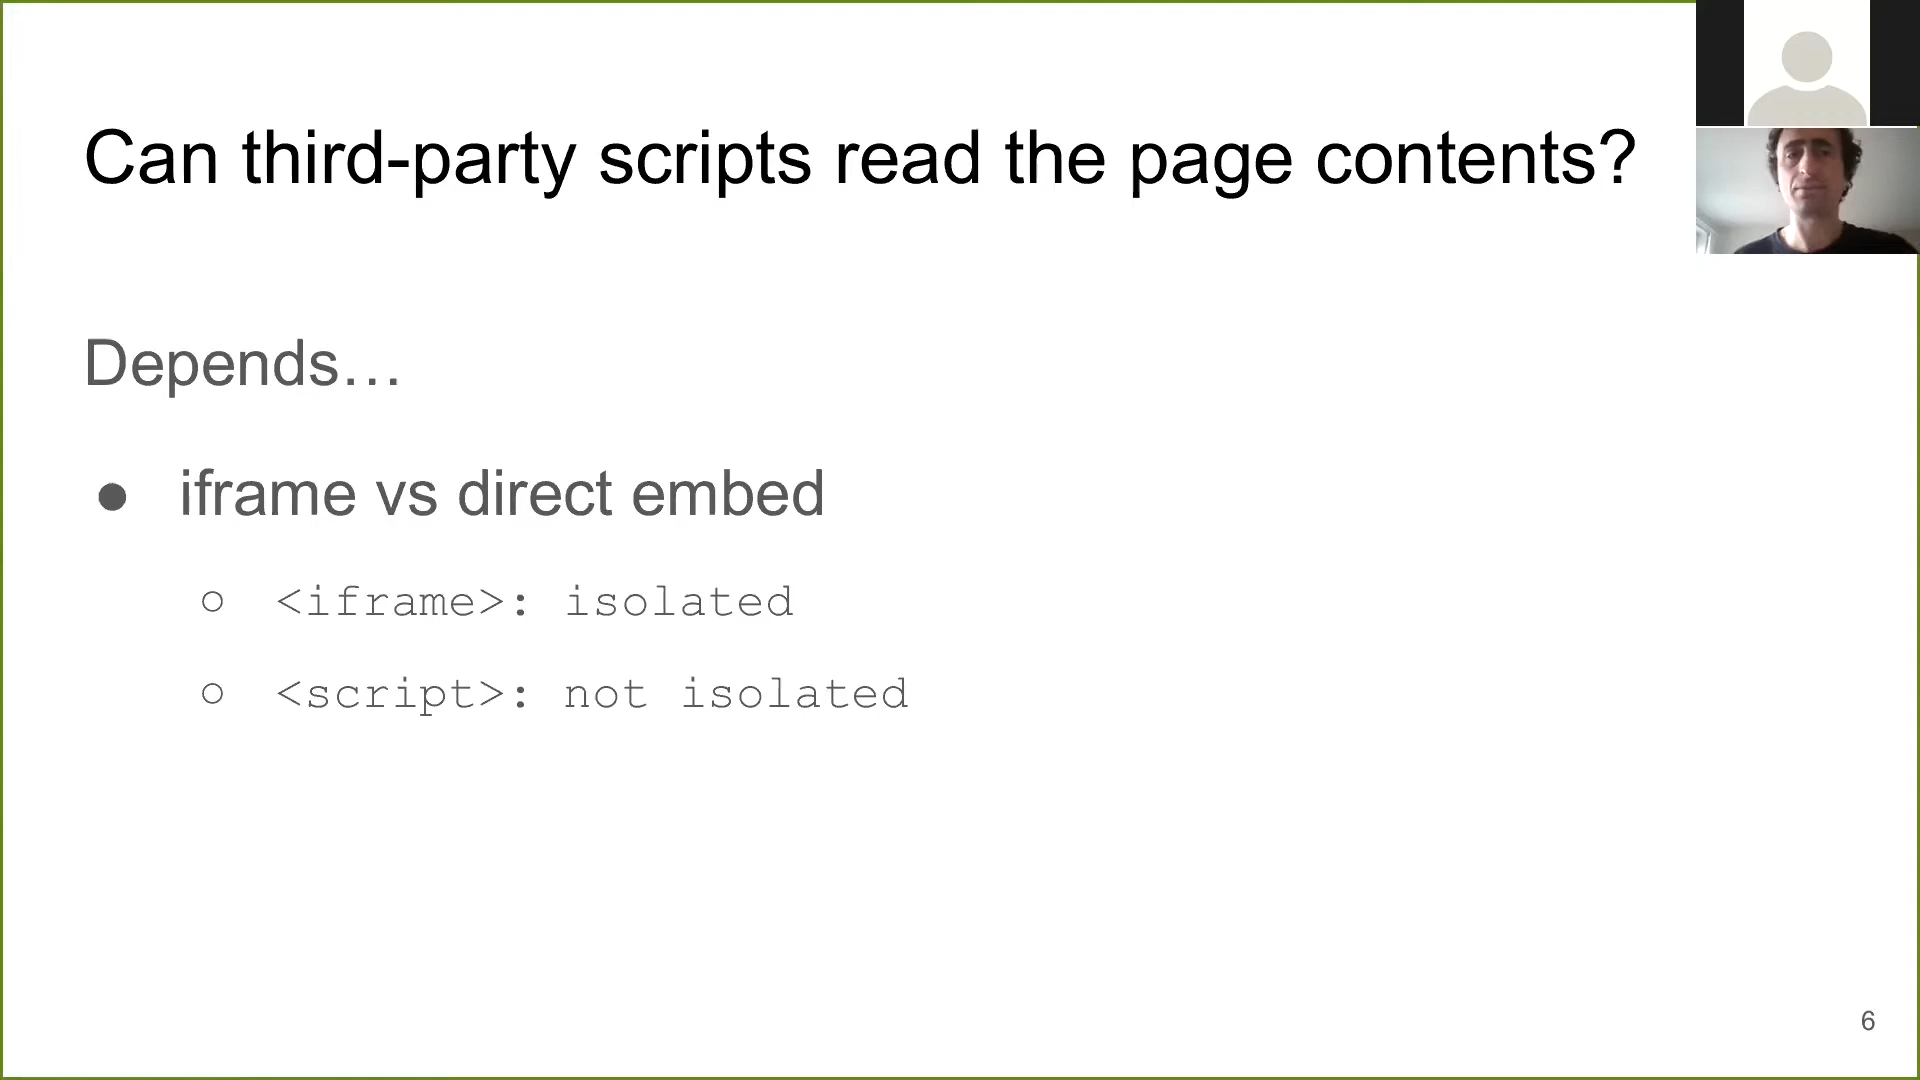 Can third-party scripts read the page contents?
Depends…
● iframe vs direct embed
○ <iframe>: isolated
○ <script>: not isolated
6